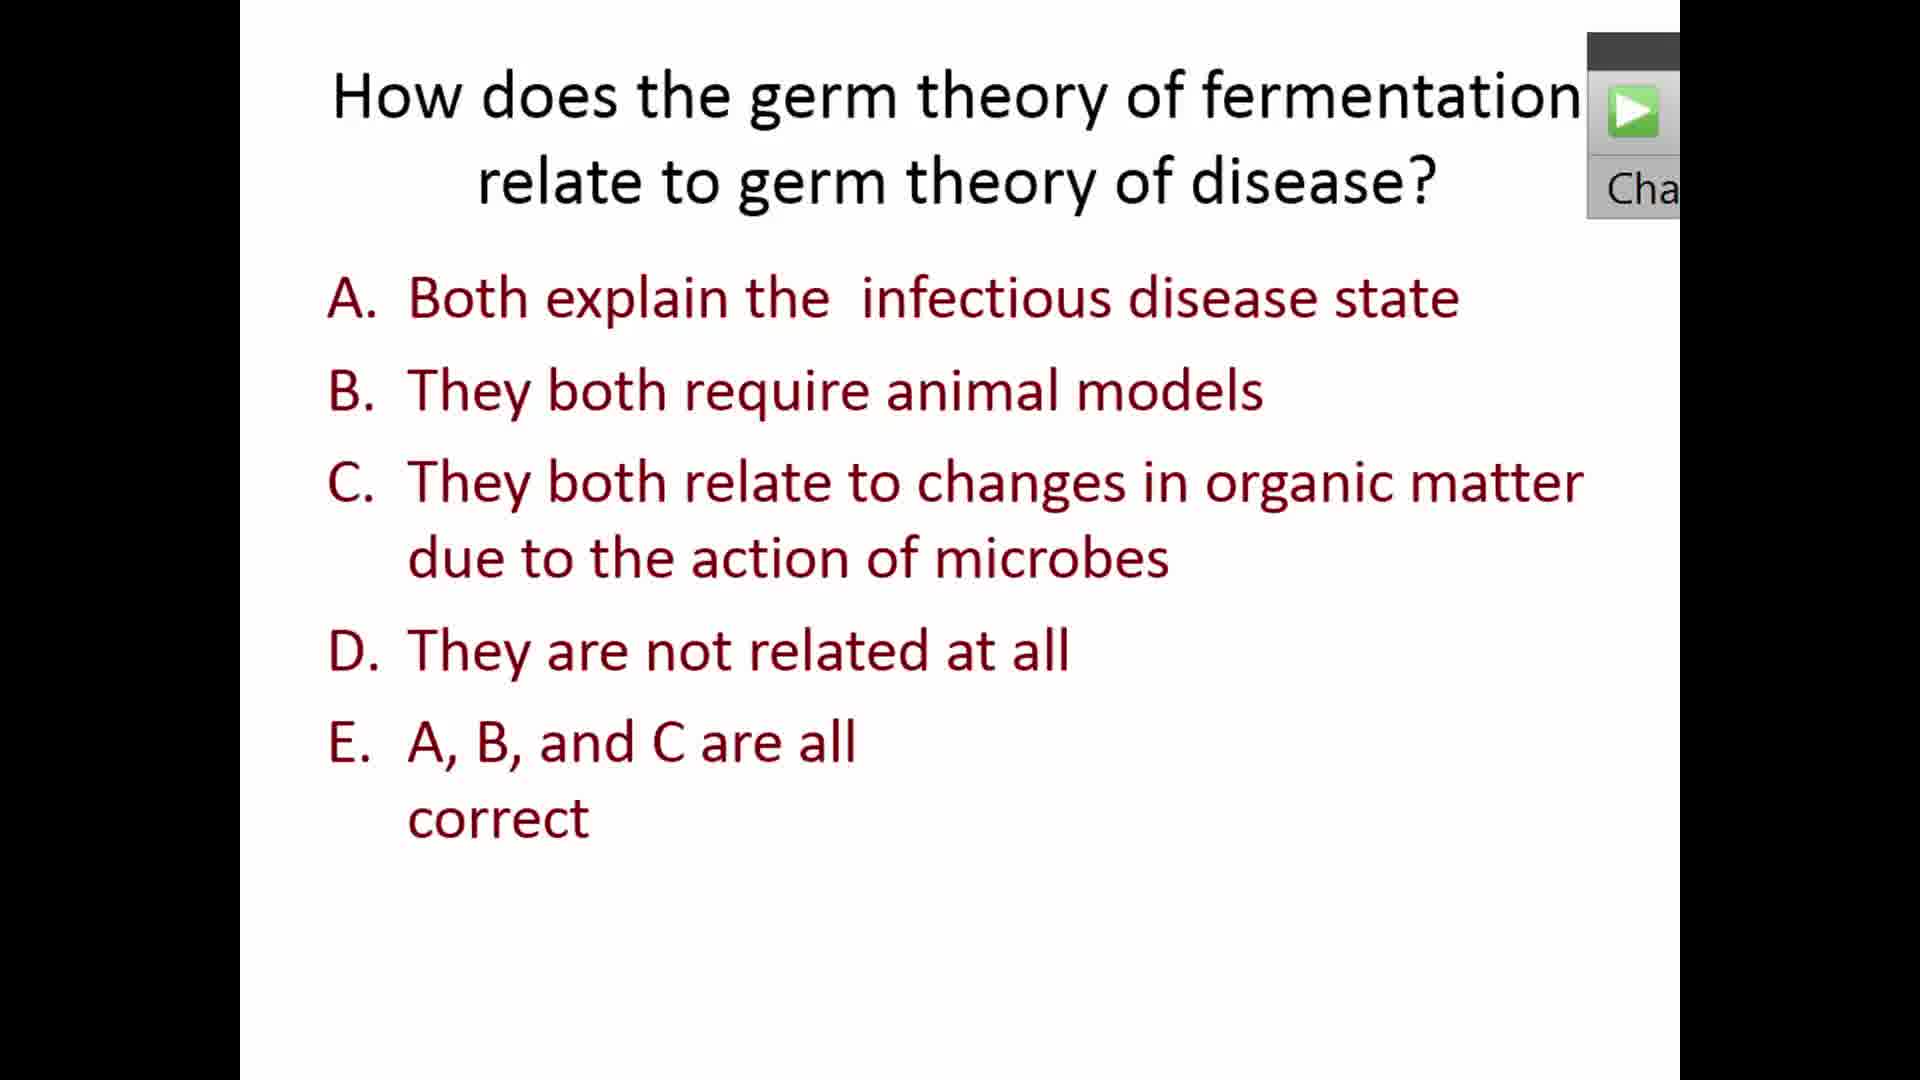 How does the germ theory of fermentation
relate to germ theory of disease?
Cha
A. Both explain the infectious disease state
B. They both require animal models
C. They both relate to changes in organic matter
due to the action of microbes
D. They are not related at all
E. A, B, and C are all
correct